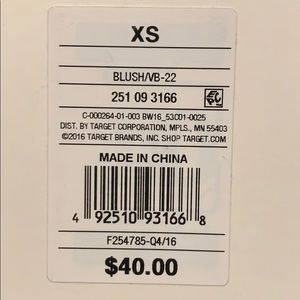 XS
BLUSH/VB-22
251 09 3166
C-000264-01-003 BW16_53C01-0025
DIST. BY TARGET CORPORATION, MPLS., MN 55403
©2016 TARGET BRANDS, INC. SHOP TARGET.COM
MADE IN CHINA
4 92510 93166 8
F254785-Q4/16
$40.00